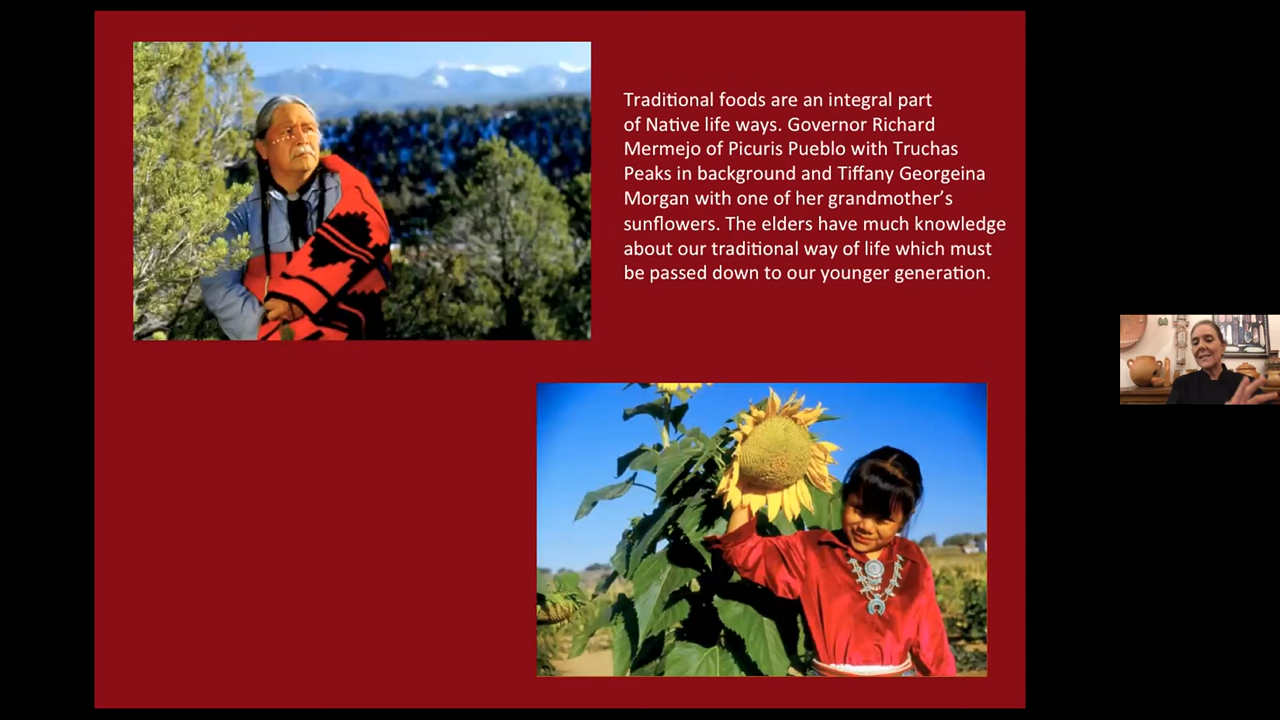 Traditional foods are an integral part
of Native life ways. Governor Richard
Mermejo of Picuris Pueblo with Truchas
Peaks in background and Tiffany Georgeina
Morgan with one of her grandmother’s
sunflowers. The elders have much knowledge
about our traditional way of life which must
be passed down to our younger generation.